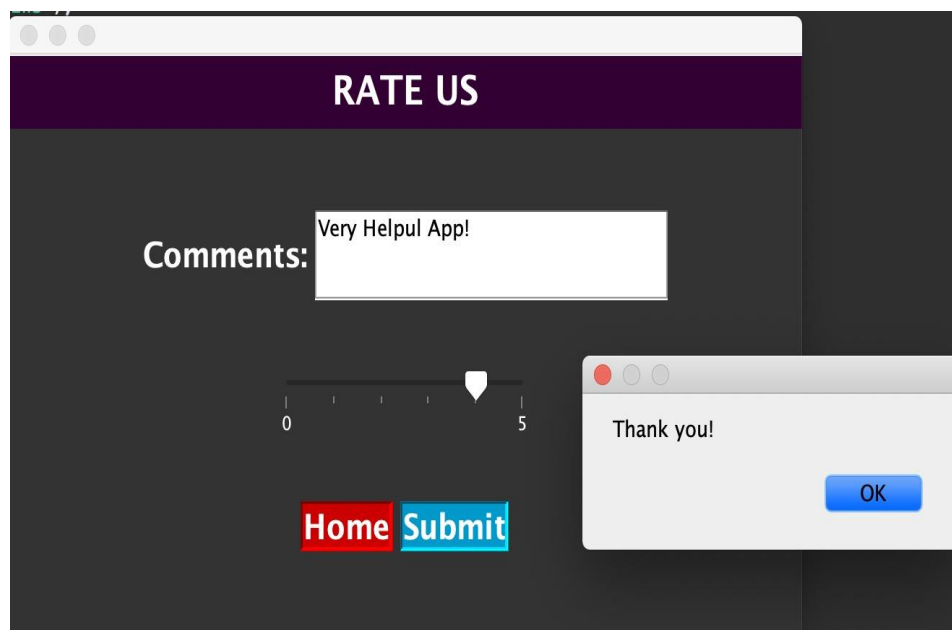 RATE US
Comments:
Very Helpul App!
0
5
Thank you!
OK
Home
Submit